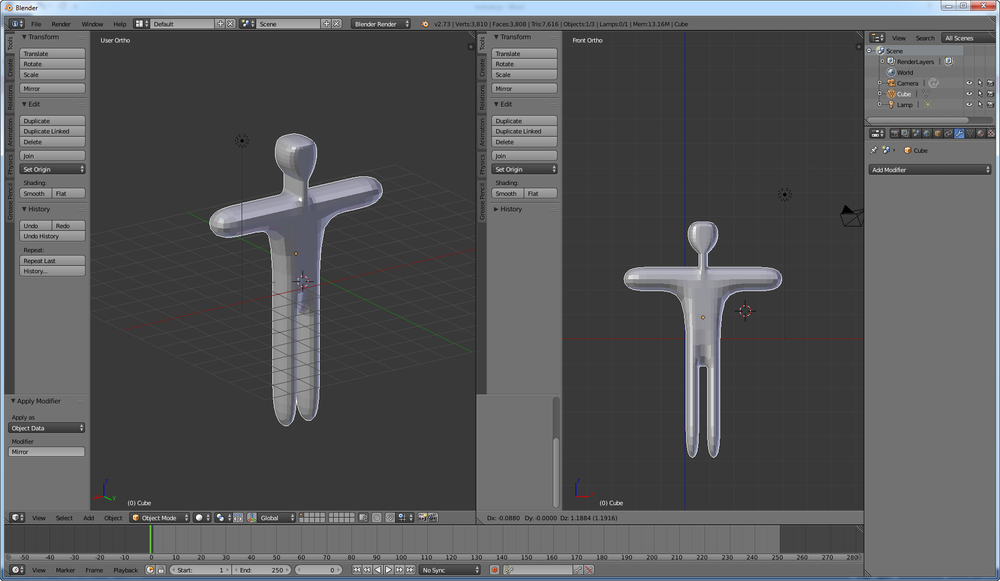 Blender
File Render Window Help Default Scene Blender Render v2.73 | Verts:3,810 | Faces:3,808 | Tris:7,616 | Objects:1/3 | Lamps:0/1 | Mem:13.16M | Cube
Tools
Create
Relations
Animation
Physics
Grease Pencil
Transform
Translate
Rotate
Scale
Mirror
Edit
Duplicate
Duplicate Linked
Delete
Join
Set Origin
Shading:
Smooth Flat
History
Undo Redo
Undo History
Repeat:
Repeat Last
History...
Apply Modifier
Apply as
Object Data
Modifier
Mirror
User Ortho
z
y
(0) Cube
View Select Add Object Object Mode Global
Tools
Create
Relations
Animation
Physics
Grease Pencil
Transform
Translate
Rotate
Scale
Mirror
Edit
Duplicate
Duplicate Linked
Delete
Join
Set Origin
Shading:
Smooth Flat
History
Front Ortho
z
x
(0) Cube
Dx: -0.0880 Dy: -0.0000 Dz: 1.1884 (1.1916)
View Search All Scenes
Scene
RenderLayers |
World
Camera |
Cube |
Lamp |
Cube
Add Modifier
-50 -40 -30 -20 -10 0 10 20 30 40 50 60 70 80 90 100 110 120 130 140 150 160 170 180 190 200 210 220 230 240 250 260 270 280
View Marker Frame Playback Start: 1 End: 250 0 No Sync